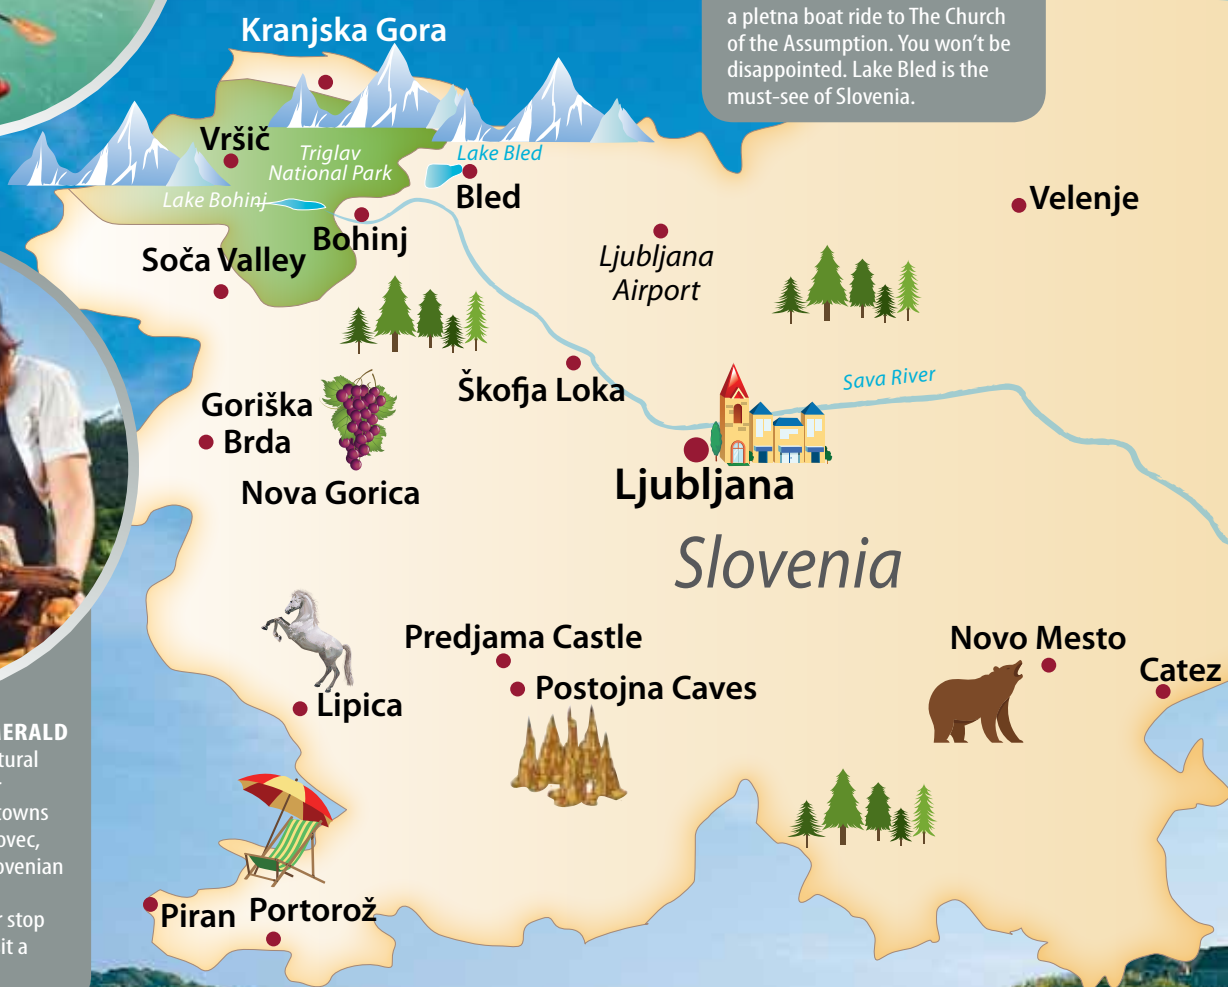 a pletna boat ride to The Church
of the Assumption. You won't be
disappointed. Lake Bled is the
must-see of Slovenia.
Kranjska Gora
Vršič
Triglav
National Park
Lake Bled
Bled
Lake Bohinj
Bohinj
Velenje
Soča Valley
Ljubljana
Airport
Škofja Loka
Sava River
Goriška
Brda
Nova Gorica
Ljubljana
Slovenia
Predjama Castle
Postojna Caves
Lipica
Novo Mesto
Catez
Piran
Portorož
towns
stop
it a